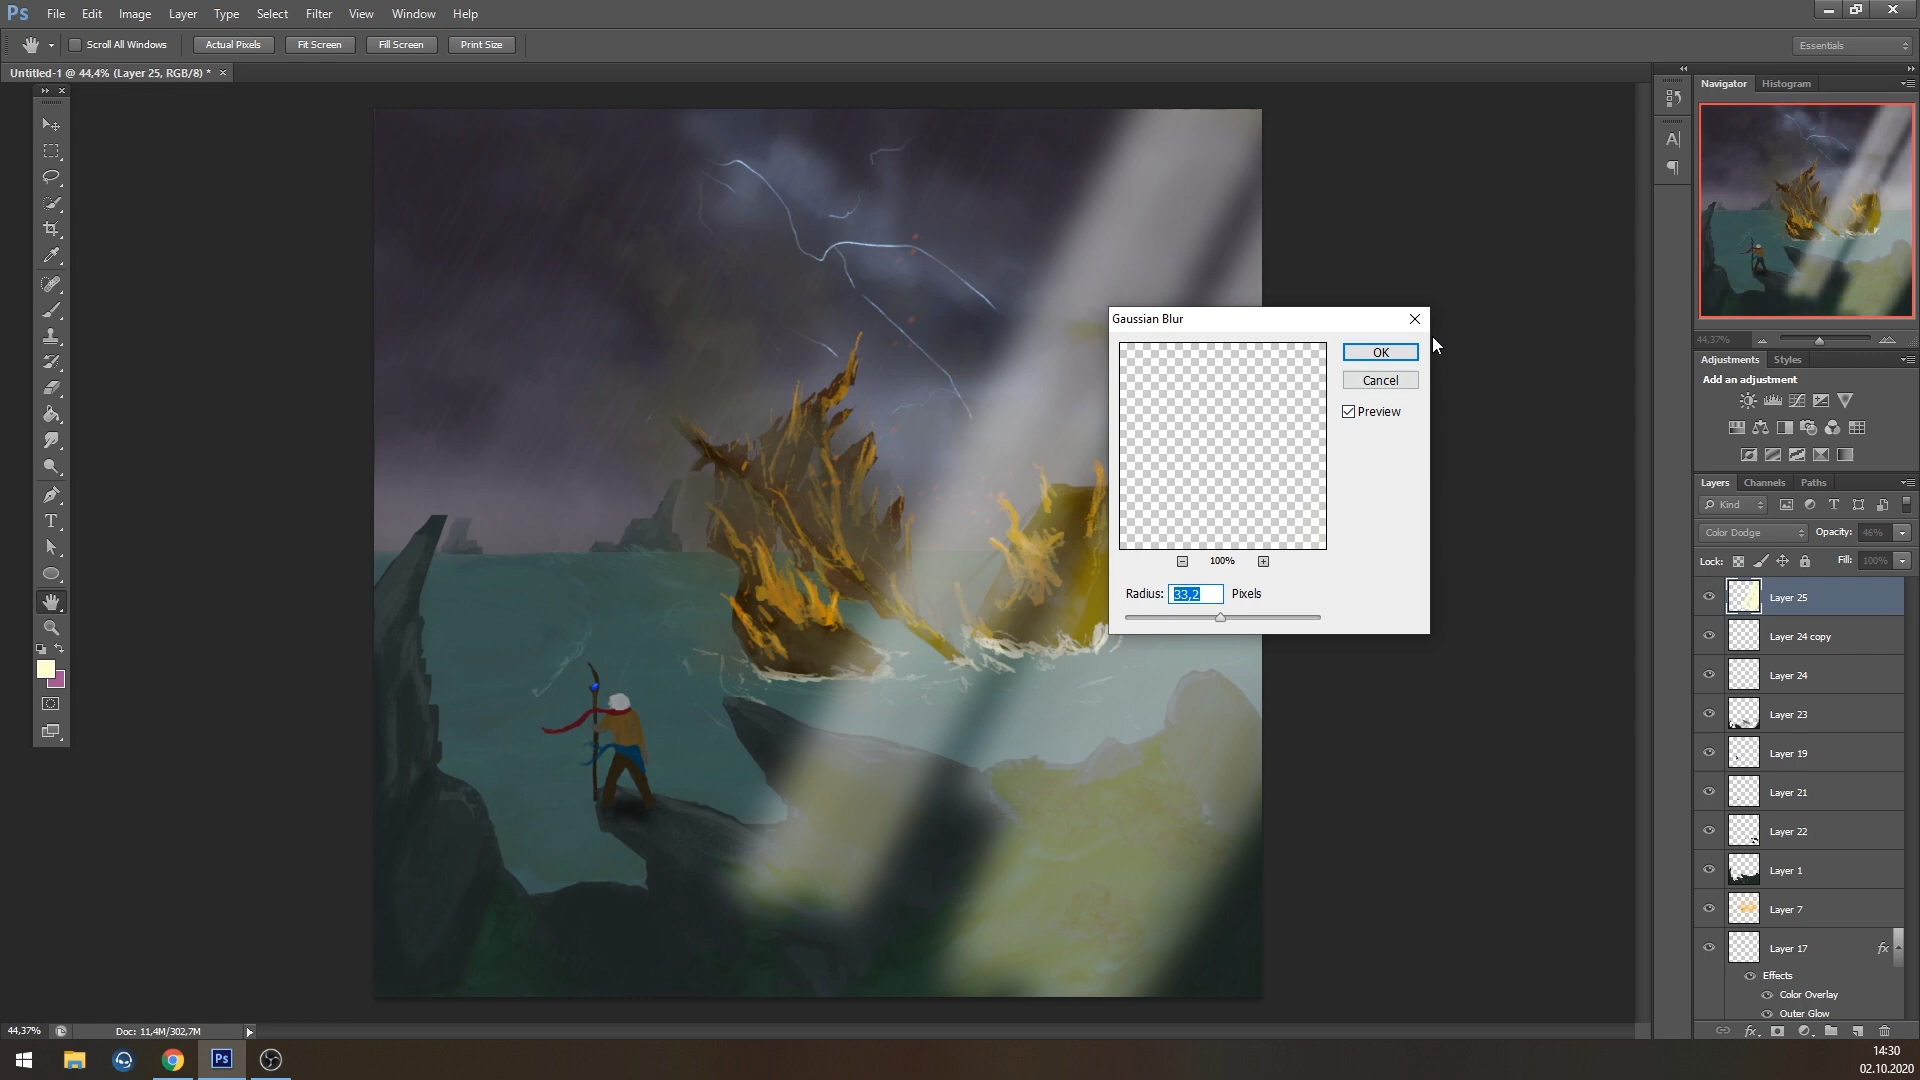 Ps File Edit Image Layer Type Select Filter View Window Help
Scroll All Windows Actual Pixels Fit Screen Fill Screen Print Size Essentials
Untitled-1 @ 44,4% (Layer 25, RGB/8) * ×
Navigator Histogram
44,37%
Adjustments Styles
Add an adjustment
Layers Channels Paths
Kind
Color Dodge Opacity: 46%
Lock: Fill: 100%
Layer 25
Layer 24 copy
Layer 24
Layer 23
Layer 19
Layer 21
Layer 22
Layer 1
Layer 7
Layer 17 fx
Effects
Color Overlay
Outer Glow
Gaussian Blur
OK
Cancel
Preview
100%
Radius: 33,2 Pixels
44,37% Doc: 11,4M/302,7M
Ps
14:30
02.10.2020